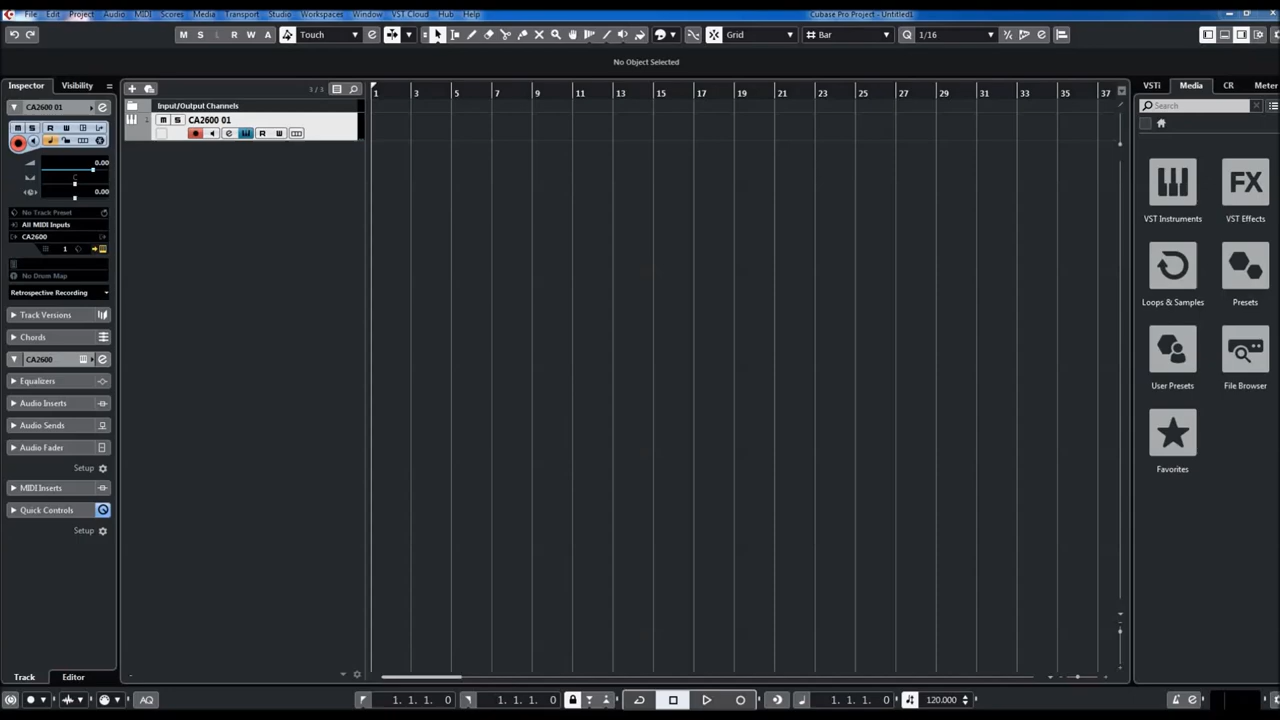 File Edit Project Audio MIDI Scores Media Transport Studio Workspaces Window VST Cloud Hub Help Cubase Pro Project - Untitled1
M S L R W A Touch Grid Bar Q 1/16
No Object Selected
Inspector Visibility 3 / 3 1 3 5 7 9 11 13 15 17 19 21 23 25 27 29 31 33 35 37 VSTi Media CR Meter
CA2600 01 Input/Output Channels Search
M S R W 1 M S CA2600 01
e R W
0.00
C
0.00
No Track Preset
All MIDI Inputs
CA2600
1
No Drum Map
Retrospective Recording
Track Versions
Chords
CA2600
Equalizers
Audio Inserts
Audio Sends
Audio Fader
Setup
MIDI Inserts
Quick Controls
Setup
VST Instruments VST Effects
FX
Loops & Samples Presets
User Presets File Browser
Favorites
Track Editor
AQ 1. 1. 1. 0 1. 1. 1. 0 1. 1. 1. 0 120.000